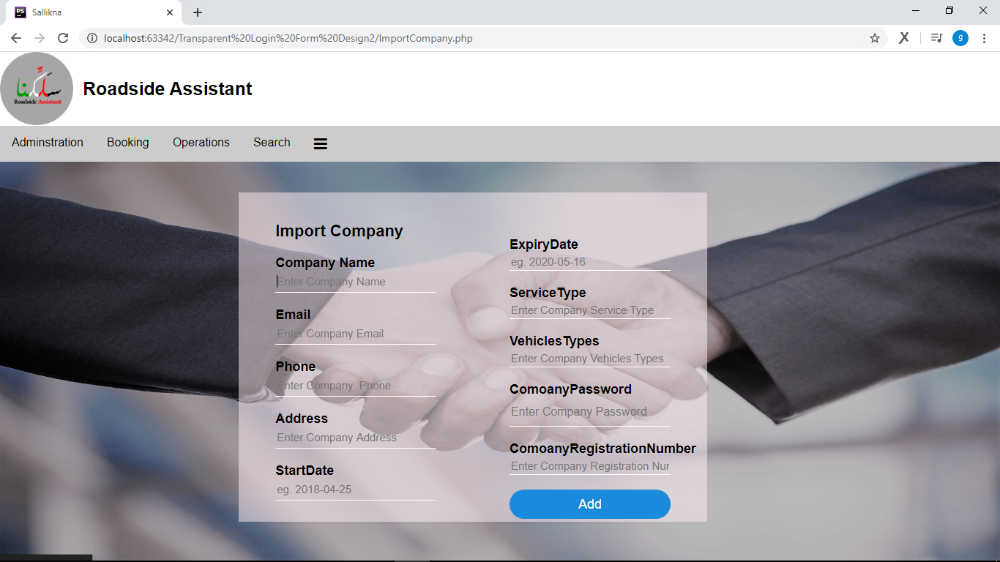 Sallikna
localhost:63342/Transparent%20Login%20Form%20Design2/ImportCompany.php
g
سلّكنا
Roadside Assistant
Roadside Assistant
Adminstration Booking Operations Search
Import Company
Company Name
Enter Company Name
Email
Enter Company Email
Phone
Enter Company  Phone
Address
Enter Company Address
StartDate
eg. 2018-04-25
ExpiryDate
eg. 2020-05-16
ServiceType
Enter Company Service Type
VehiclesTypes
Enter Company Vehicles Types
ComoanyPassword
Enter Company Password
ComoanyRegistrationNumber
Enter Company Registration Nur
Add